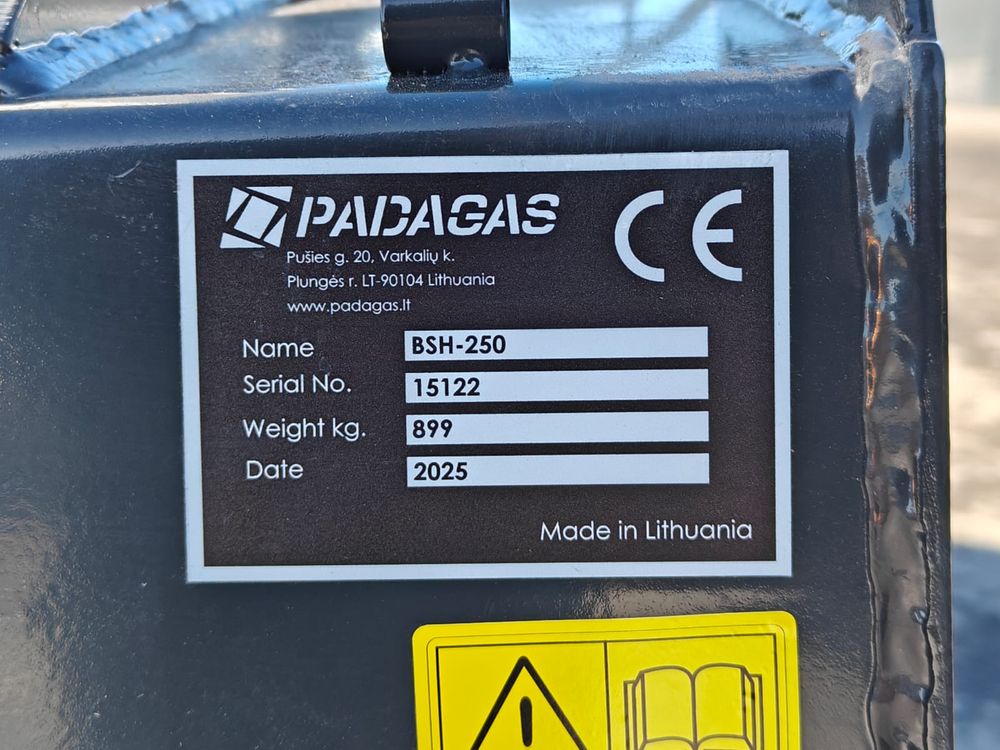 PADAGAS
CE
Pušies g. 20, Varkalių k.
Plungės r. LT-90104 Lithuania
www.padagas.lt
Name BSH-250
Serial No. 15122
Weight kg. 899
Date 2025
Made in Lithuania
!